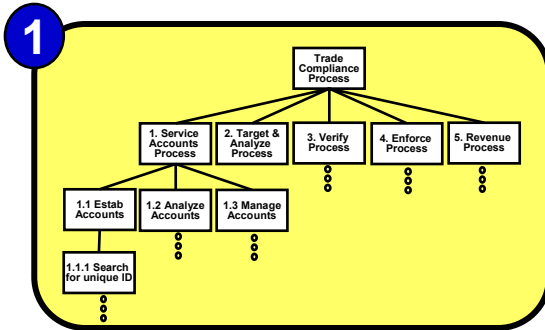 1
Trade
Compliance
Process
1. Service
Accounts
Process
2. Target &
Analyze
Process
3. Verify
Process
4. Enforce
Process
5. Revenue
Process
1.1 Estab
Accounts
1.2 Analyze
Accounts
1.3 Manage
Accounts
1.1.1 Search
for unique ID